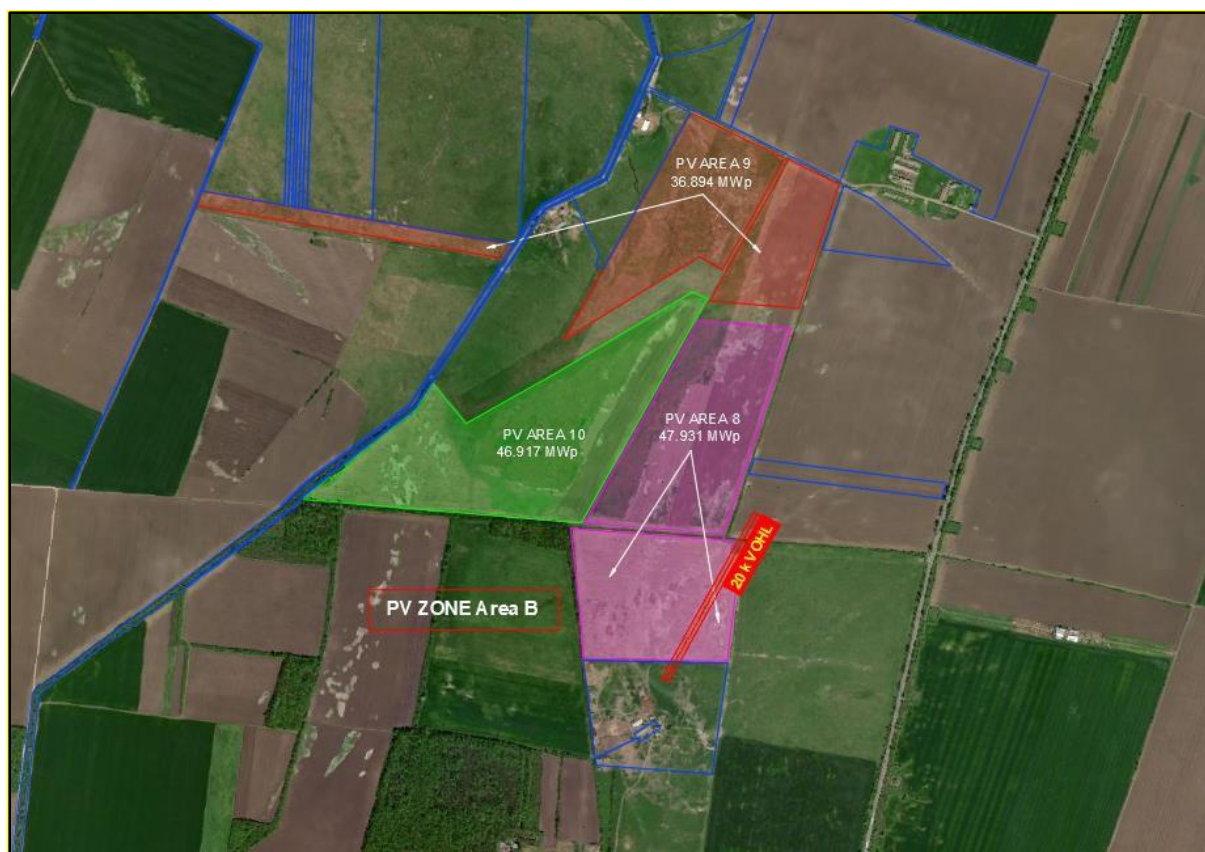 PV AREA 9
36.894 MWp
PV AREA 10
46.917 MWp
PV AREA 8
47.931 MWp
20 kV OHL
PV ZONE Area B